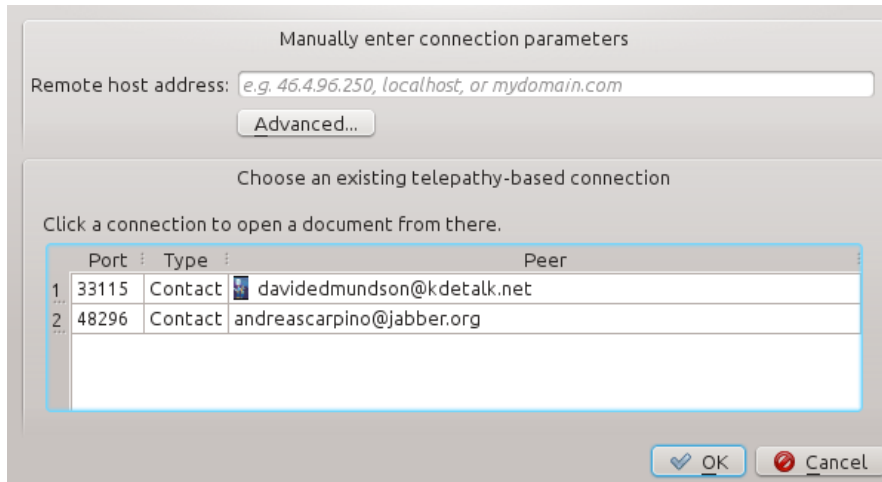 Manually enter connection parameters
Remote host address: e.g. 46.4.96.250, localhost, or mydomain.com
Advanced...
Choose an existing telepathy-based connection
Click a connection to open a document from there.
Port Type Peer
1 33115 Contact davidedmundson@kdetalk.net
2 48296 Contact andreascarpino@jabber.org
OK Cancel